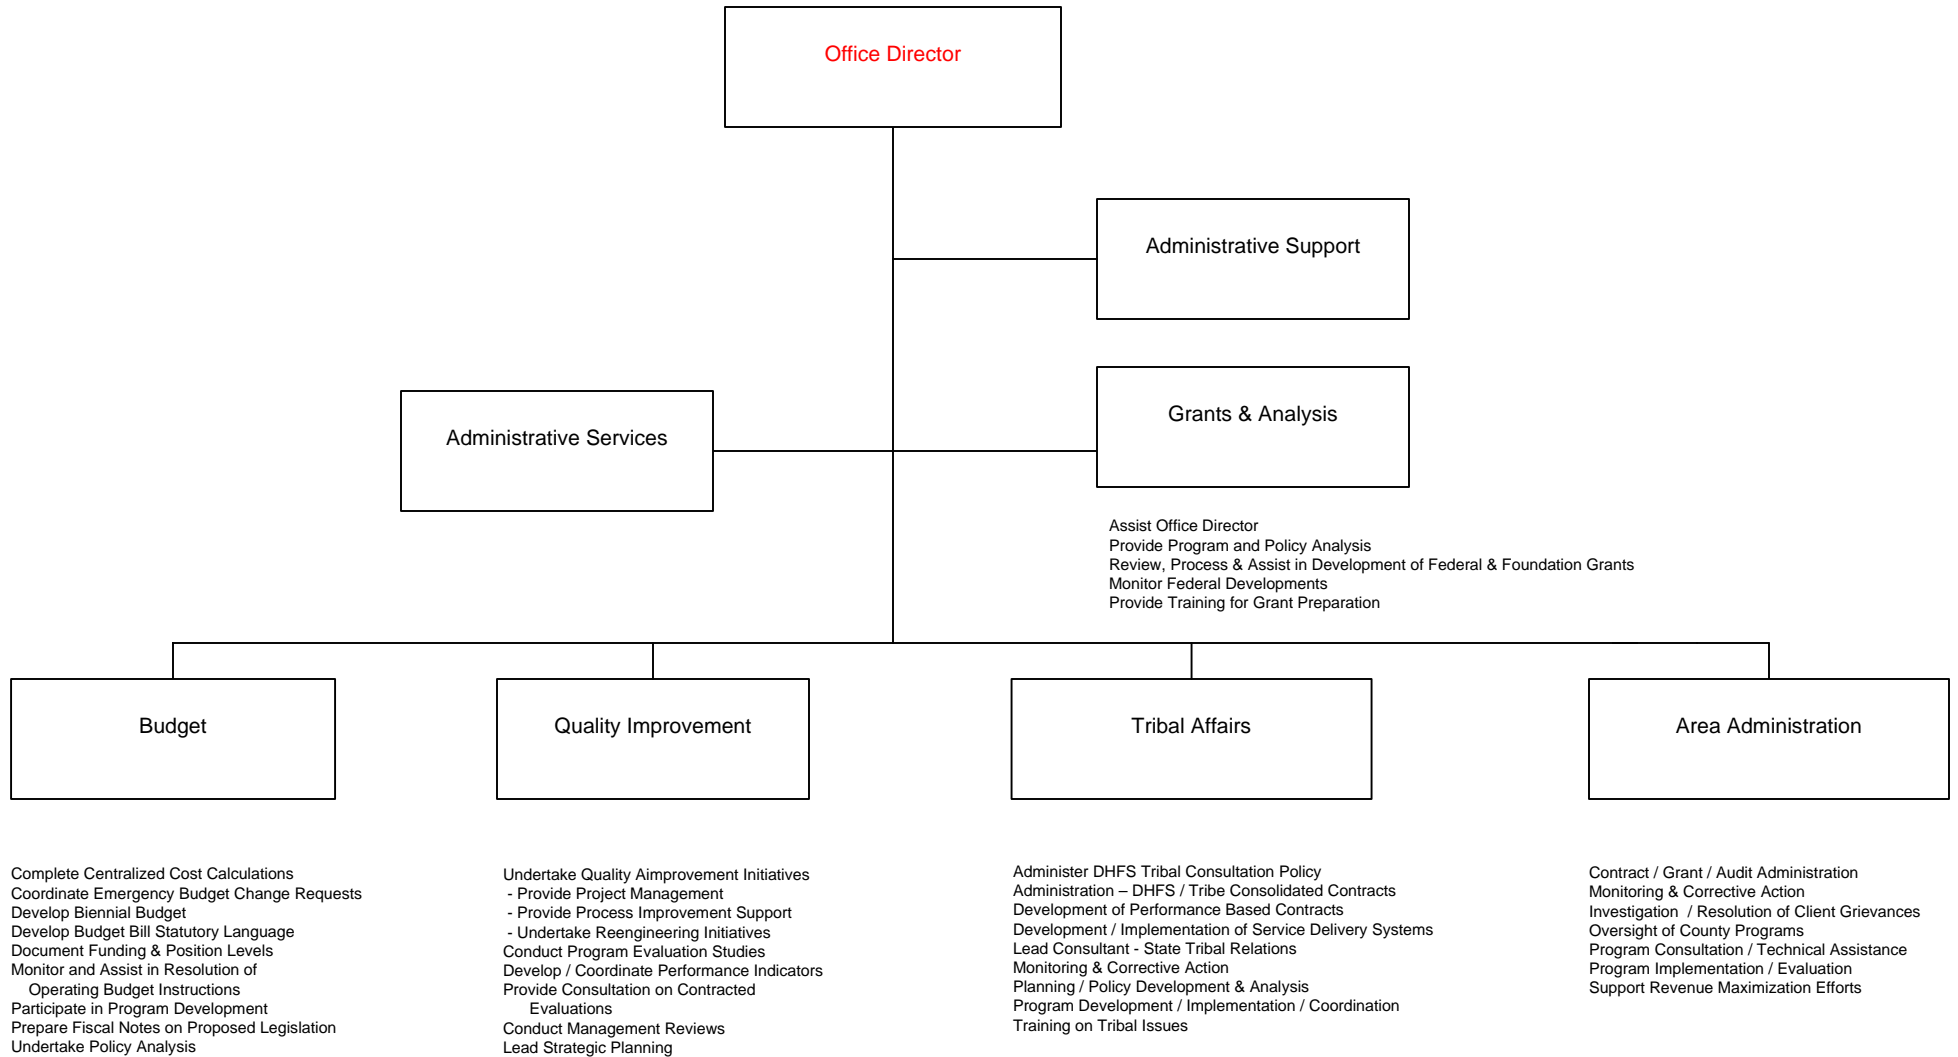 Office Director
Administrative Support
Administrative Services
Grants & Analysis
Assist Office Director
Provide Program and Policy Analysis
Review, Process & Assist in Development of Federal & Foundation Grants
Monitor Federal Developments
Provide Training for Grant Preparation
Budget
Quality Improvement
Tribal Affairs
Area Administration
Complete Centralized Cost Calculations
Coordinate Emergency Budget Change Requests
Develop Biennial Budget
Develop Budget Bill Statutory Language
Document Funding & Position Levels
Monitor and Assist in Resolution of
Operating Budget Instructions
Participate in Program Development
Prepare Fiscal Notes on Proposed Legislation
Undertake Policy Analysis
Undertake Quality Aimprovement Initiatives
- Provide Project Management
- Provide Process Improvement Support
- Undertake Reengineering Initiatives
Conduct Program Evaluation Studies
Develop / Coordinate Performance Indicators
Provide Consultation on Contracted
Evaluations
Conduct Management Reviews
Lead Strategic Planning
Administer DHFS Tribal Consultation Policy
Administration – DHFS / Tribe Consolidated Contracts
Development of Performance Based Contracts
Development / Implementation of Service Delivery Systems
Lead Consultant - State Tribal Relations
Monitoring & Corrective Action
Planning / Policy Development & Analysis
Program Development / Implementation / Coordination
Training on Tribal Issues
Contract / Grant / Audit Administration
Monitoring & Corrective Action
Investigation  / Resolution of Client Grievances
Oversight of County Programs
Program Consultation / Technical Assistance
Program Implementation / Evaluation
Support Revenue Maximization Efforts